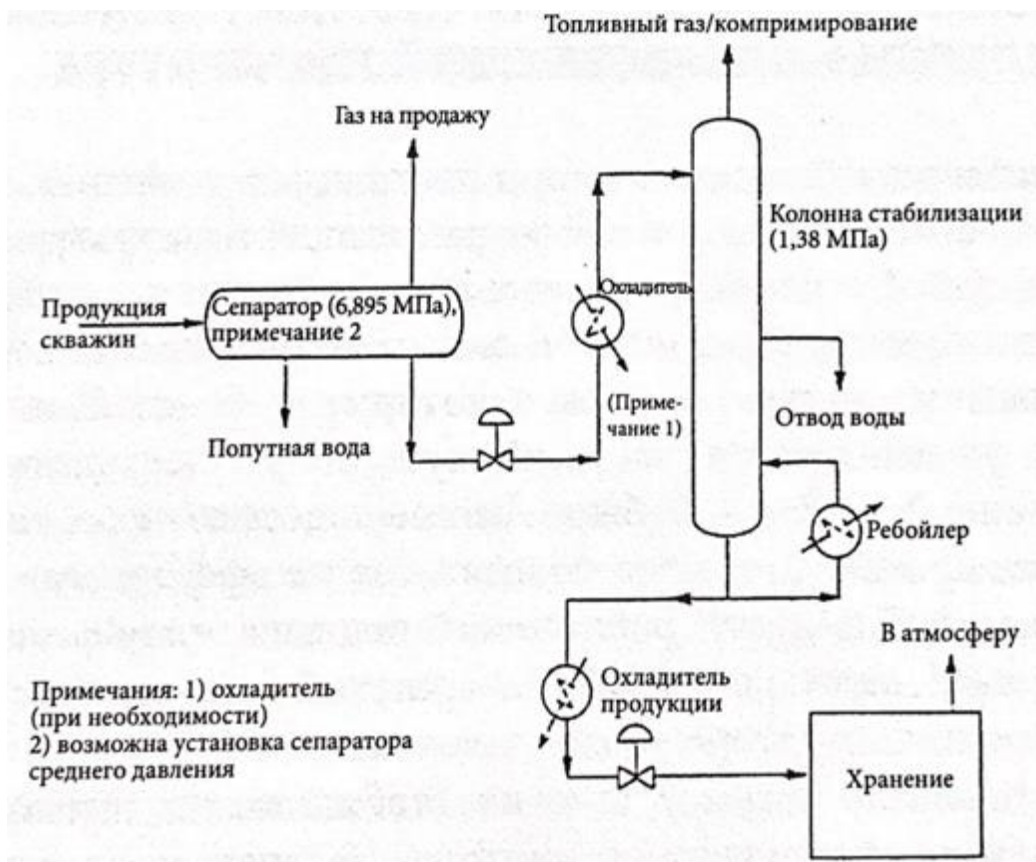 Топливный газ/компримирование
Газ на продажу
Колонна стабилизации
(1,38 МПа)
Охладитель
Продукция
скважин
Сепаратор (6,895 МПа),
примечание 2
(Приме-
чание 1)
Отвод воды
Попутная вода
Ребойлер
В атмосферу
Охладитель
продукции
Примечания: 1) охладитель
(при необходимости)
2) возможна установка сепаратора
среднего давления
Хранение